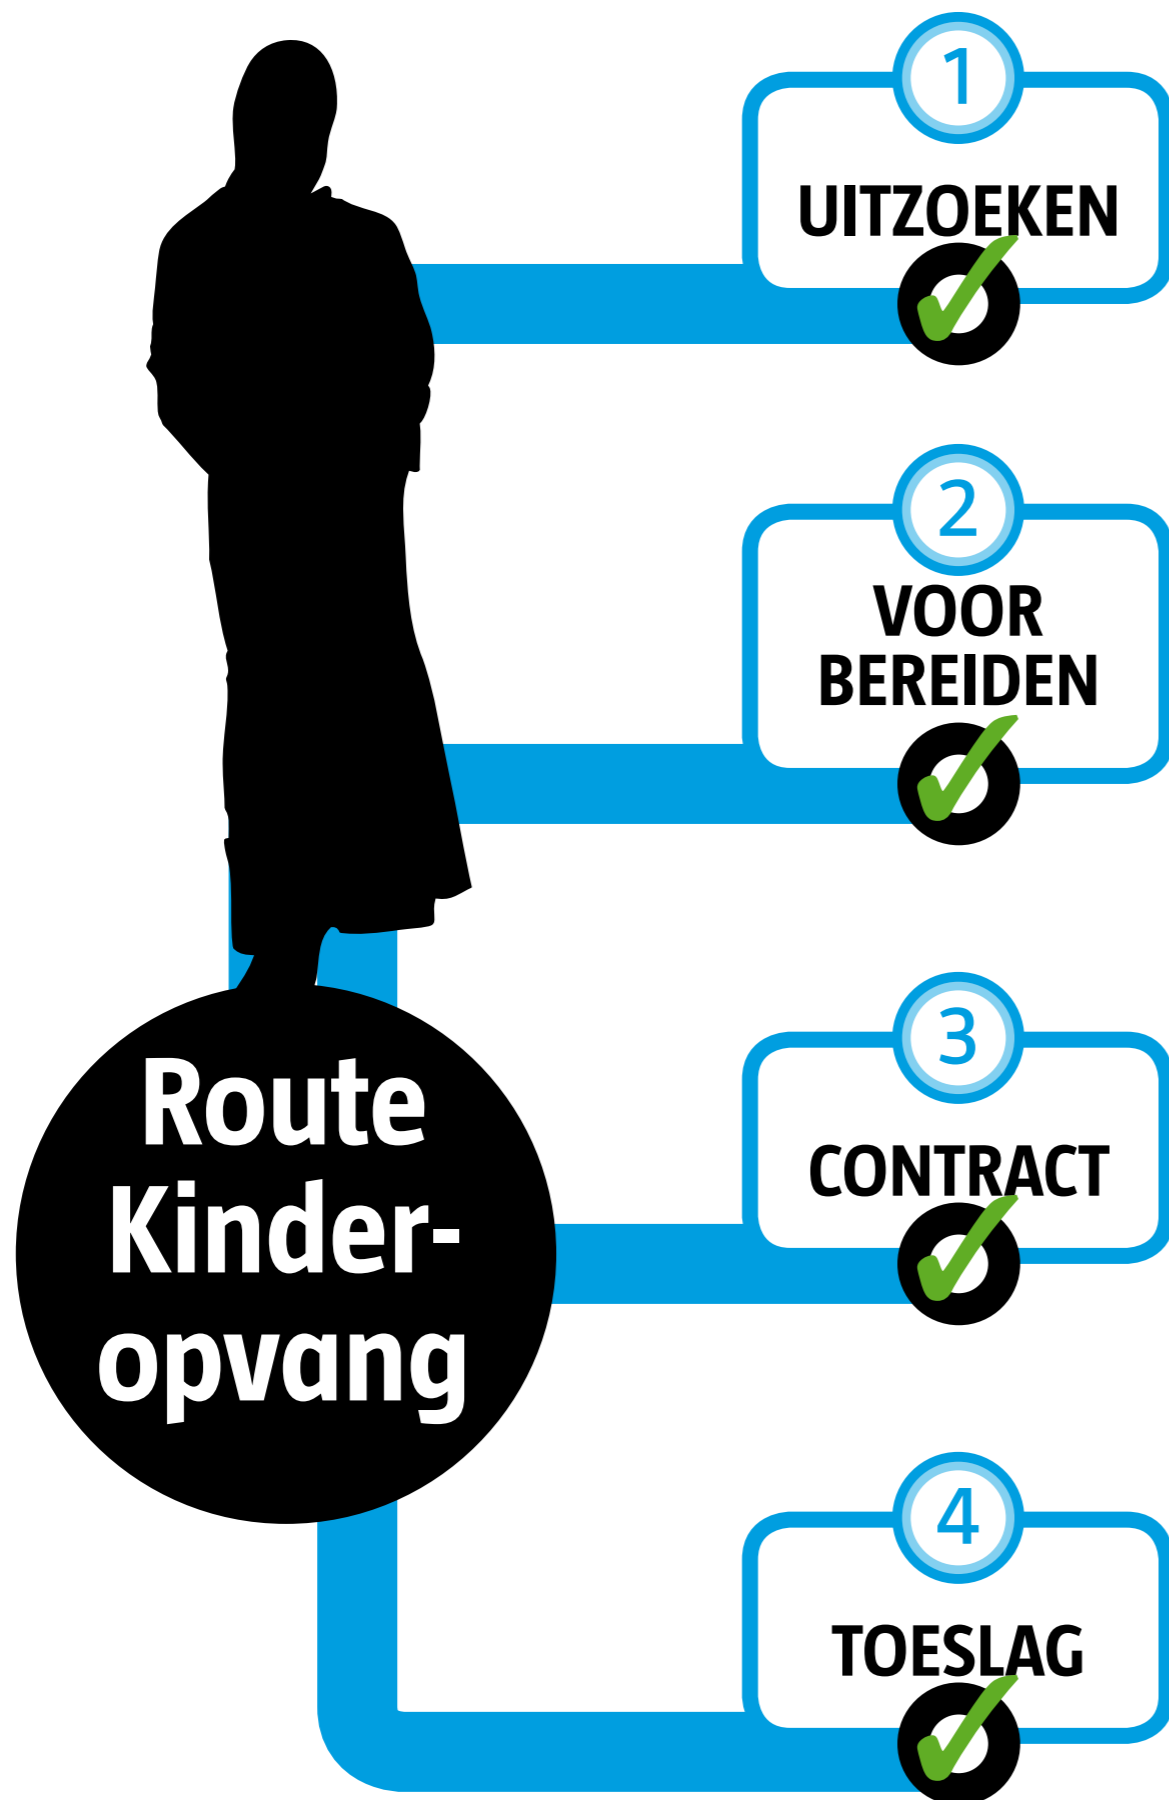 1
UITZOEKEN
2
VOOR
BEREIDEN
Route
Kinder-
opvang
3
CONTRACT
4
TOESLAG